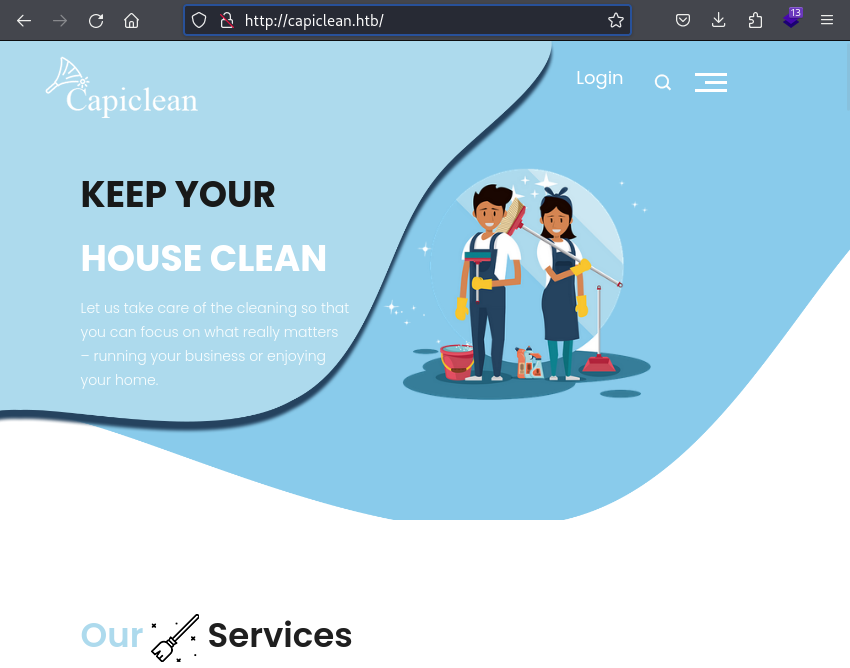 13
http://capiclean.htb/
Capiclean
Login
KEEP YOUR
HOUSE CLEAN
Let us take care of the cleaning so that
you can focus on what really matters
– running your business or enjoying
your home.
Our Services